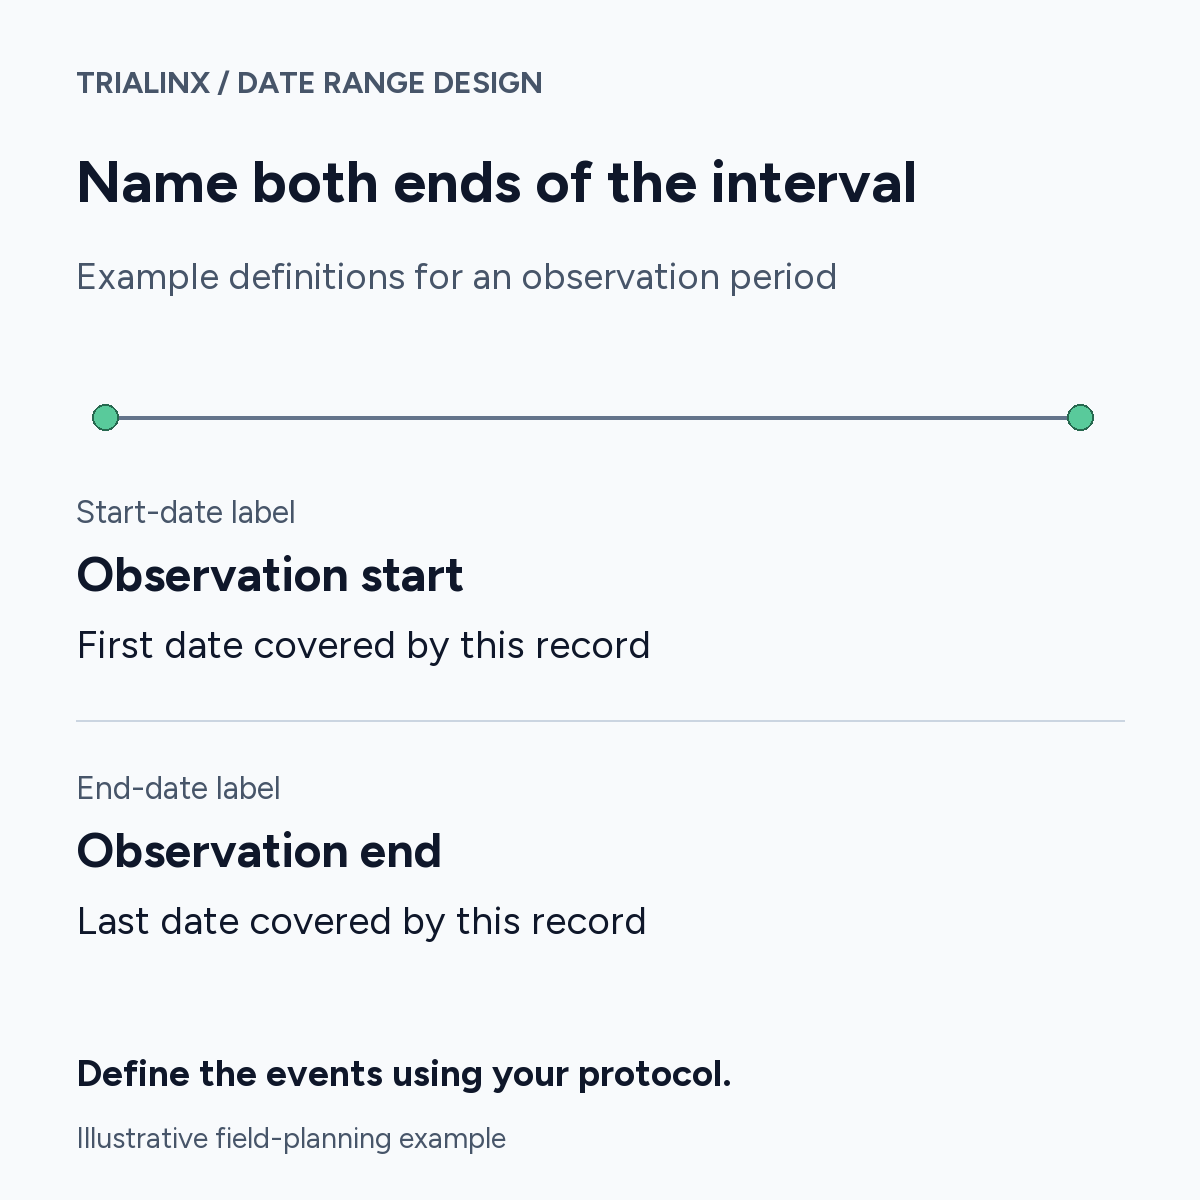 TRIALINX / DATE RANGE DESIGN
Name both ends of the interval
Example definitions for an observation period
Start-date label
Observation start
First date covered by this record
End-date label
Observation end
Last date covered by this record
Define the events using your protocol.
Illustrative field-planning example